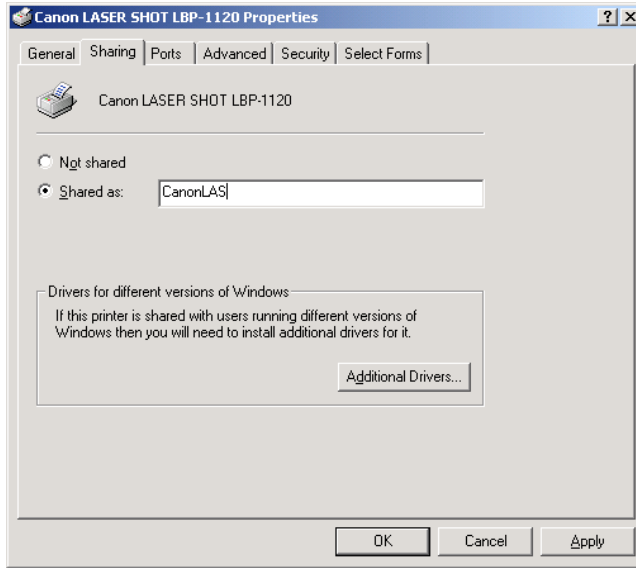 Canon LASER SHOT LBP-1120 Properties
General Sharing Ports Advanced Security Select Forms
Canon LASER SHOT LBP-1120
Not shared
Shared as: CanonLAS
Drivers for different versions of Windows
If this printer is shared with users running different versions of
Windows then you will need to install additional drivers for it.
Additional Drivers...
OK Cancel Apply